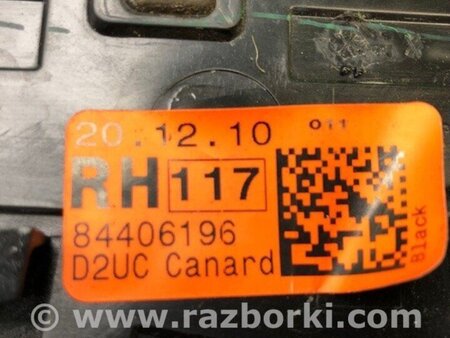 20.12.10 011
RH 117
84406196
D2UC Canard
Black
www.razborki.com